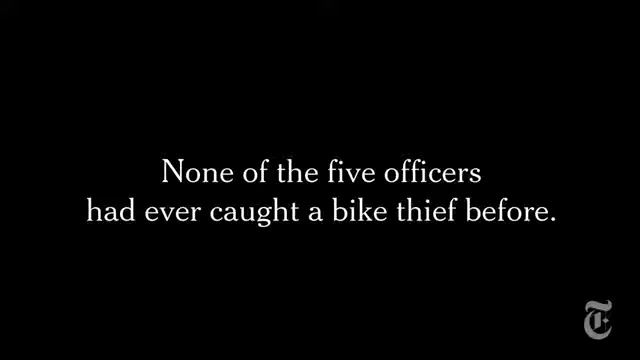 None of the five officers
had ever caught a bike thief before.
T